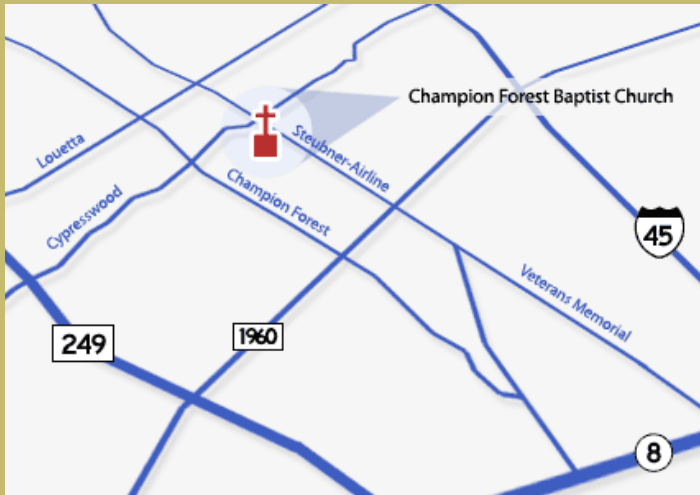 Champion Forest Baptist Church
Louetta
Steubner-Airline
Cypresswood
Champion Forest
45
Veterans Memorial
249
1960
8